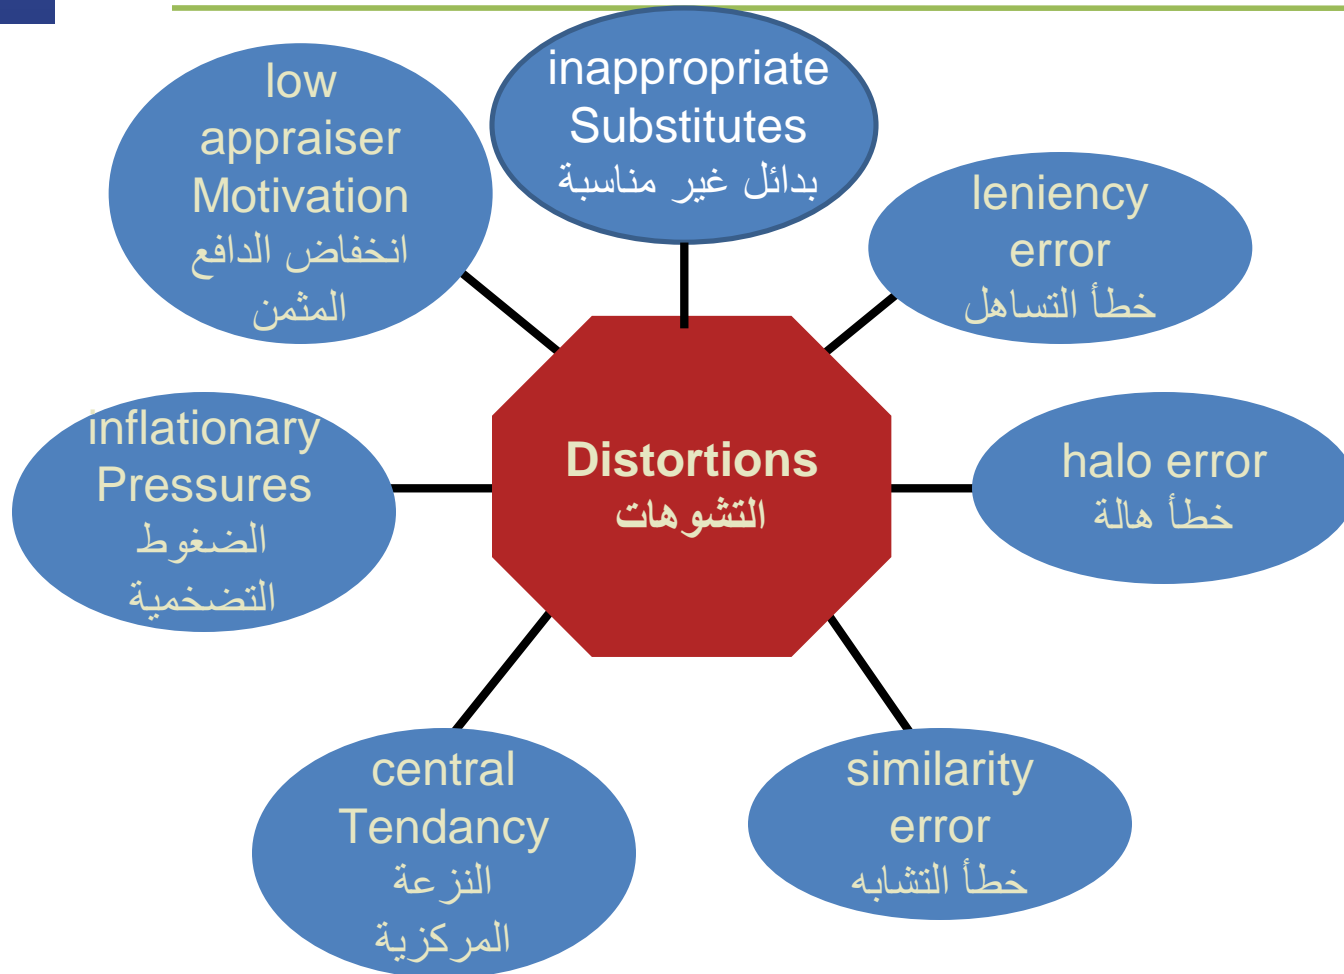 inappropriate
Substitutes
بدائل غير مناسبة
low
appraiser
Motivation
انخفاض الدافع
المثمن
leniency
error
خطأ التساهل
inflationary
Pressures
الضغوط
التضخمية
Distortions
التشوهات
halo error
خطأ هالة
central
Tendancy
النزعة
المركزية
similarity
error
خطأ التشابه